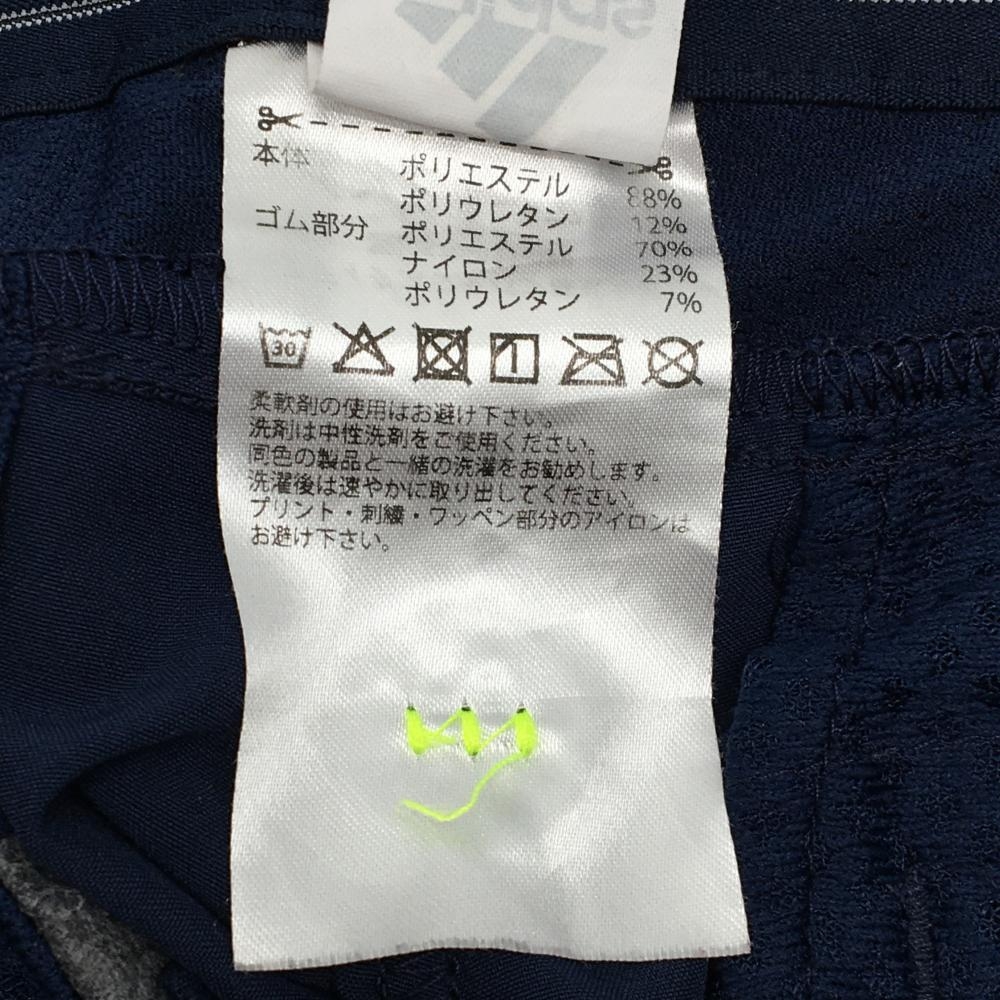 adidas
本体 ポリエステル 88%
ポリウレタン 12%
ゴム部分 ポリエステル 70%
ナイロン 23%
ポリウレタン 7%
30
柔軟剤の使用はお避け下さい。
洗剤は中性洗剤をご使用ください。
同色の製品と一緒の洗濯をお勧めします。
洗濯後は速やかに取り出してください。
プリント・刺繍・ワッペン部分のアイロンは
お避け下さい。